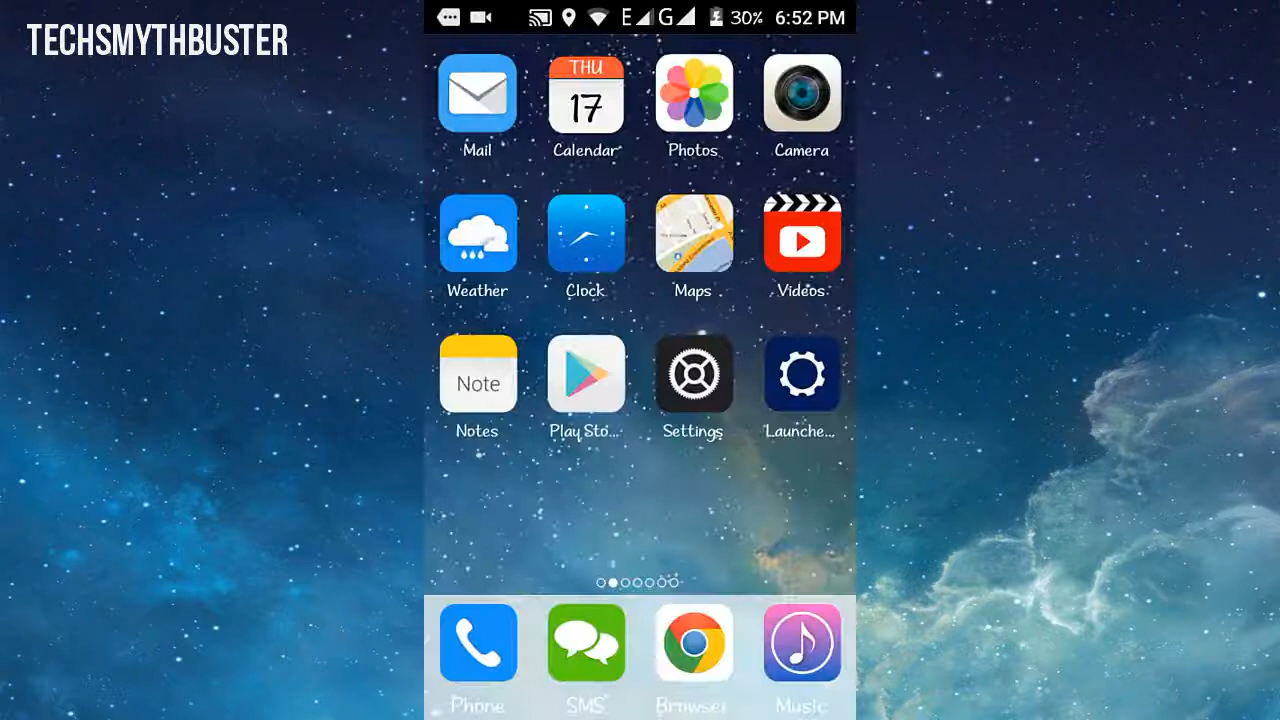 TECHSMYTHBUSTER
E G 30% 6:52 PM
THU
17
Mail Calendar Photos Camera
Weather Clock Maps Videos
Note
Notes Play Sto... Settings Launche...
Phone SMS Browser Music